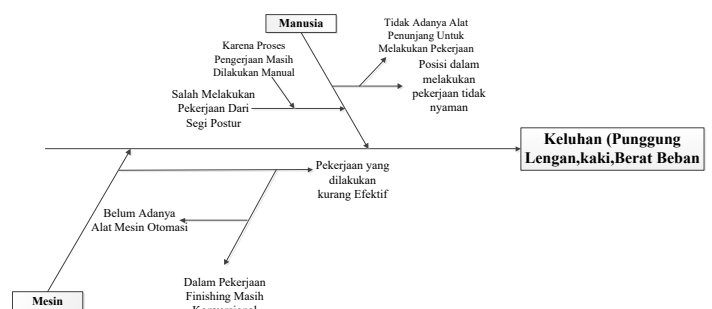 Manusia
Tidak Adanya Alat
Penunjang Untuk
Melakukan Pekerjaan
Karena Proses
Pengerjaan Masih
Dilakukan Manual
Posisi dalam
melakukan
pekerjaan tidak
nyaman
Salah Melakukan
Pekerjaan Dari
Segi Postur
Keluhan (Punggung
Lengan,kaki,Berat Beban
Pekerjaan yang
dilakukan
kurang Efektif
Belum Adanya
Alat Mesin Otomasi
Dalam Pekerjaan
Finishing Masih
Mesin